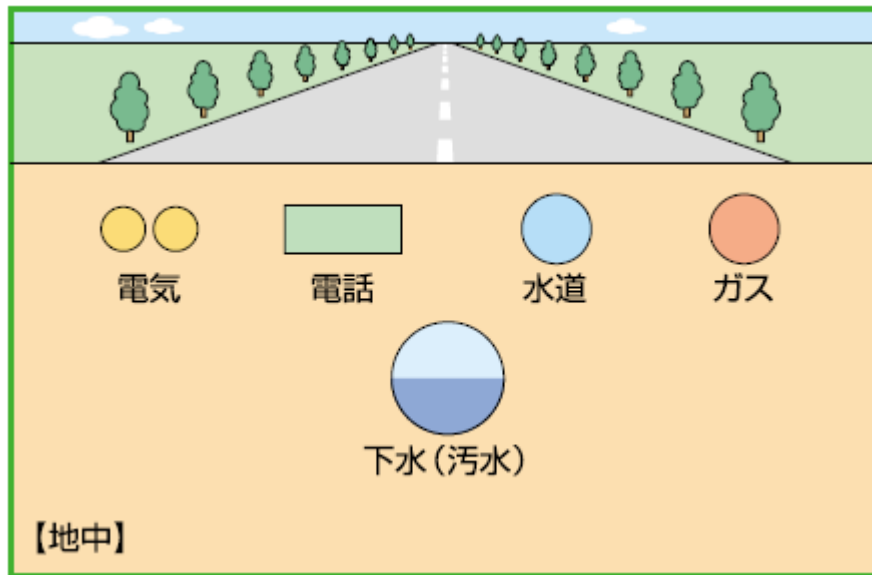 電気
電話
水道
ガス
下水(汚水)
【地中】